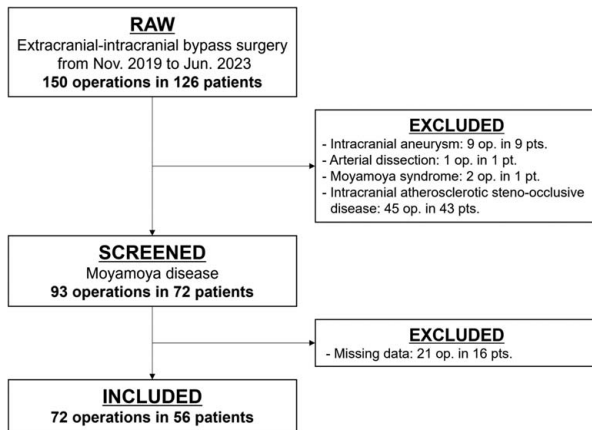 RAW
Extracranial-intracranial bypass surgery
from Nov. 2019 to Jun. 2023
150 operations in 126 patients
EXCLUDED
- Intracranial aneurysm: 9 op. in 9 pts.
- Arterial dissection: 1 op. in 1 pt.
- Moyamoya syndrome: 2 op. in 1 pt.
- Intracranial atherosclerotic steno-occlusive
disease: 45 op. in 43 pts.
SCREENED
Moyamoya disease
93 operations in 72 patients
EXCLUDED
- Missing data: 21 op. in 16 pts.
INCLUDED
72 operations in 56 patients